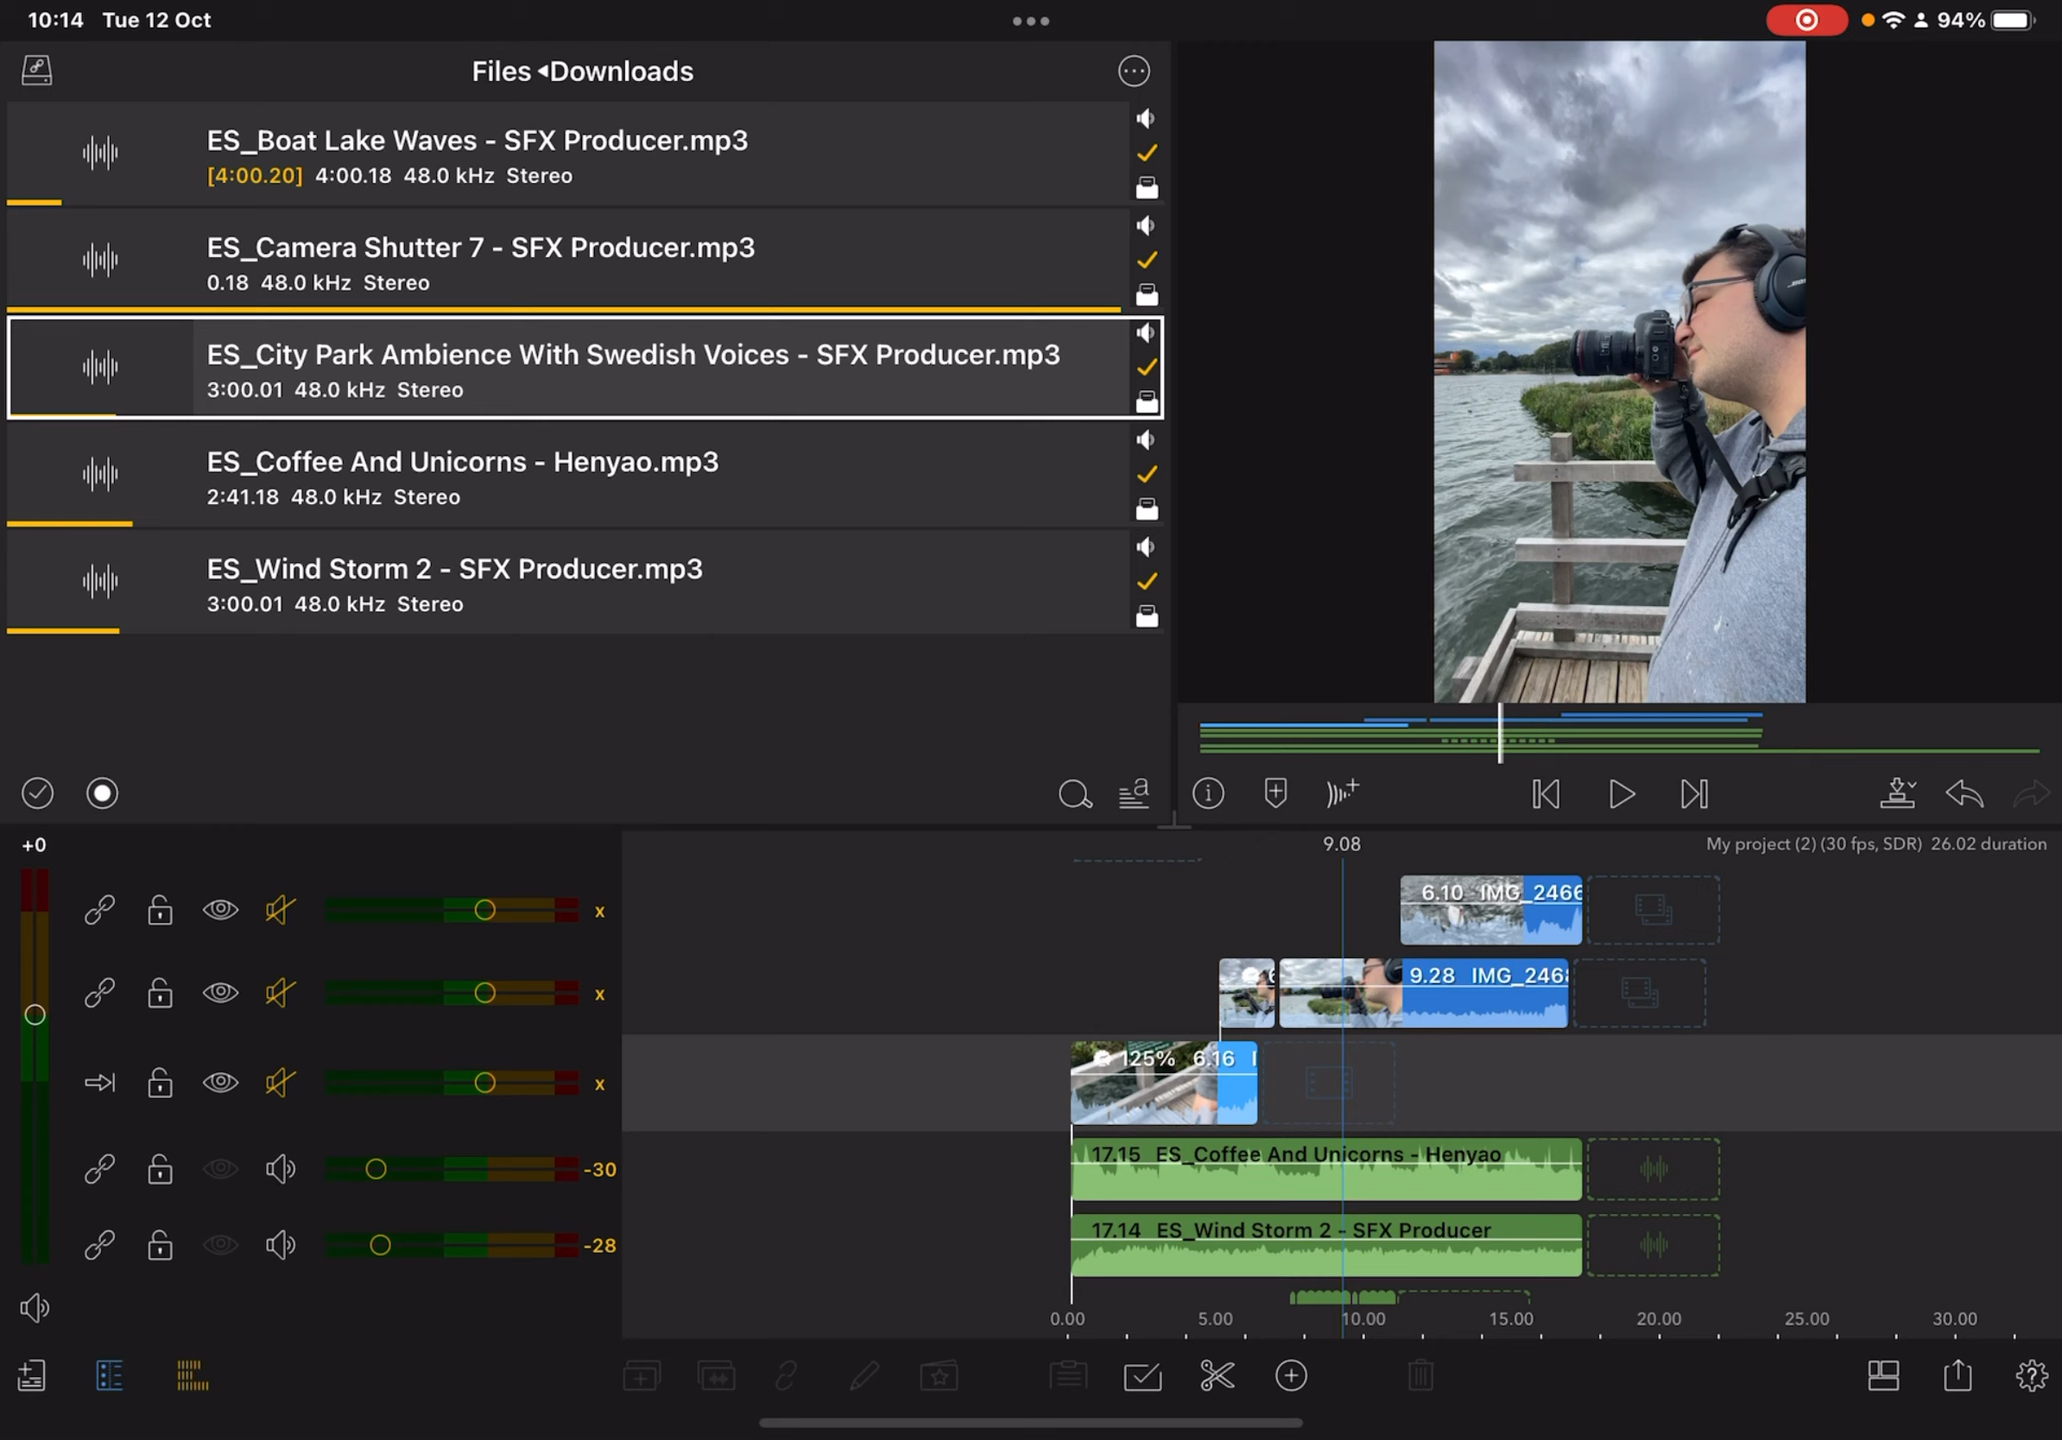 10:14 Tue 12 Oct
94%
Files Downloads
ES_Boat Lake Waves - SFX Producer.mp3
[4:00.20] 4:00.18 48.0 kHz Stereo
ES_Camera Shutter 7 - SFX Producer.mp3
0.18 48.0 kHz Stereo
ES_City Park Ambience With Swedish Voices - SFX Producer.mp3
3:00.01 48.0 kHz Stereo
ES_Coffee And Unicorns - Henyao.mp3
2:41.18 48.0 kHz Stereo
ES_Wind Storm 2 - SFX Producer.mp3
3:00.01 48.0 kHz Stereo
a
+0
9.08
My project (2) (30 fps, SDR) 26.02 duration
x
6.10 IMG_2466
x
9.28 IMG_246
x
125% 6.16
-30
17.15 ES_Coffee And Unicorns - Henyao
-28
17.14 ES_Wind Storm 2 - SFX Producer
0.00 5.00 10.00 15.00 20.00 25.00 30.00